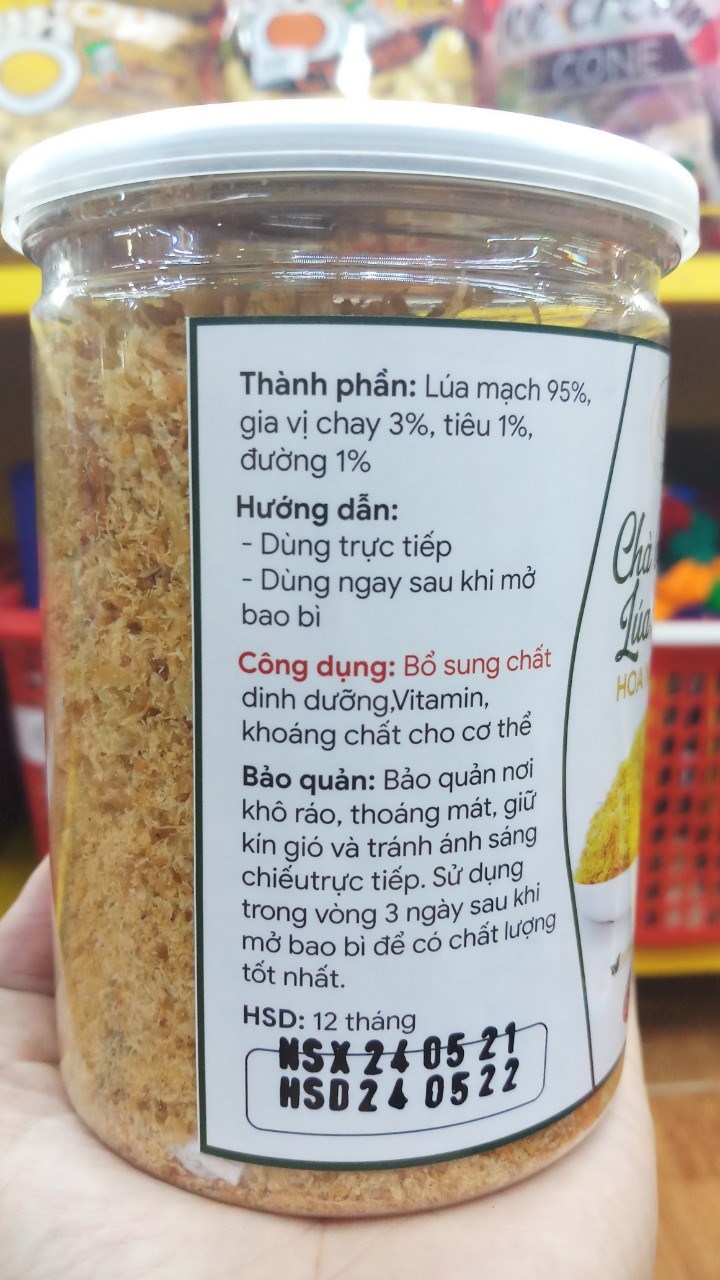 CONE
Thành phần: Lúa mạch 95%,
gia vị chay 3%, tiêu 1%,
đường 1%
Hướng dẫn:
- Dùng trực tiếp
- Dùng ngay sau khi mở
bao bì
Công dụng: Bổ sung chất
dinh dưỡng,Vitamin,
khoáng chất cho cơ thể
Bảo quản: Bảo quản nơi
khô ráo, thoáng mát, giữ
kín gió và tránh ánh sáng
chiếutrực tiếp. Sử dụng
trong vòng 3 ngày sau khi
mở bao bì để có chất lượng
tốt nhất.
HSD: 12 tháng
NSX 24 05 21
HSD 24 05 22
Chà
Lúa
HOA